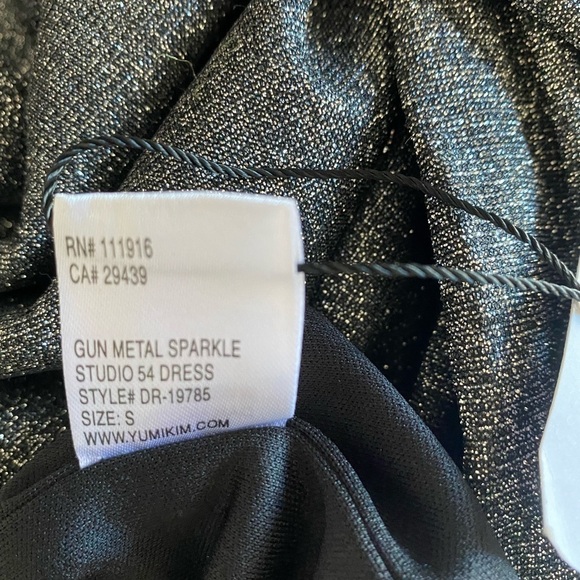 RN# 111916
CA# 29439
GUN METAL SPARKLE
STUDIO 54 DRESS
STYLE# DR-19785
SIZE: S
WWW.YUMIKIM.COM